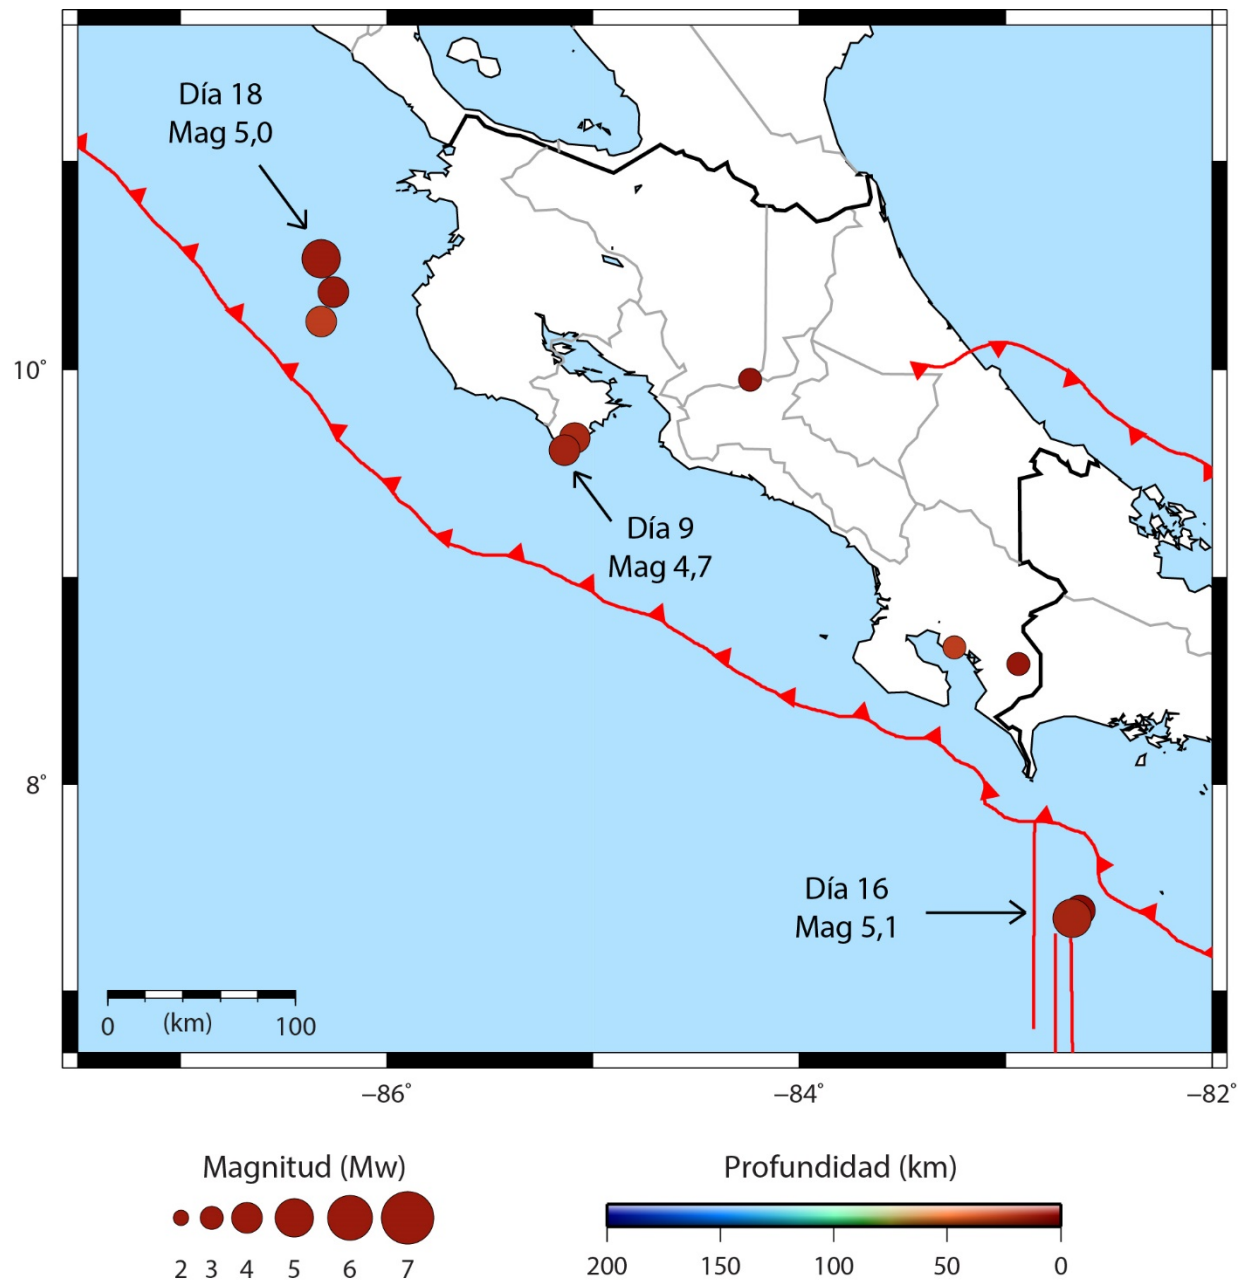 Día 18
Mag 5,0
10°
Día 9
Mag 4,7
8°
Día 16
Mag 5,1
0 (km) 100
−86° −84° −82°
Magnitud (Mw)
2 3 4 5 6 7
Profundidad (km)
200 150 100 50 0